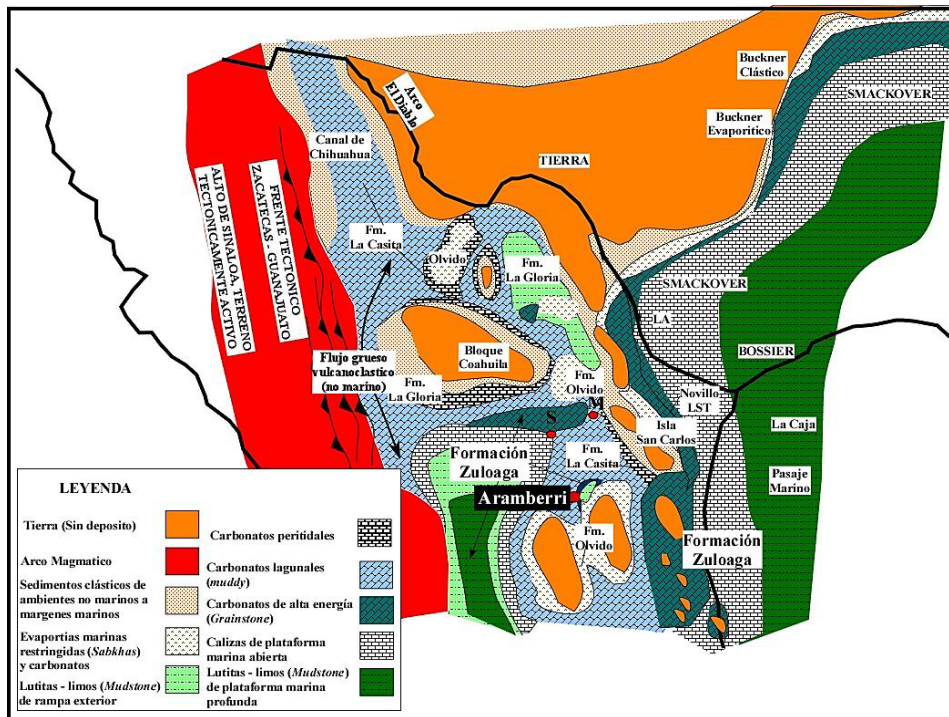 Buckner
Clástico
SMACKOVER
Arco
El Diablo
Buckner
Evaporitico
Canal de
Chihuahua
TIERRA
ALTO DE SINALOA, TERRENO
TECTONICAMENTE ACTIVO
FRENTE TECTONICO
ZACATECAS - GUANAJUATO
Fm.
La Casita
Olvido
Fm.
La Gloria
SMACKOVER
LA
BOSSIER
Flujo grueso
vulcanoclastico
(no marino)
Bloque
Coahuila
Fm.
La Gloria
Fm.
Olvido
M
S
Novillo
LST
Isla
San Carlos
La Caja
Formación
Zuloaga
Fm.
La Casita
Pasaje
Marino
Aramberri
Fm.
Olvido
Formación
Zuloaga
LEYENDA
Tierra (Sin deposito)
Arco Magmatico
Sedimentos clásticos de
ambientes no marinos a
margenes marinos
Evaportias marinas
restringidas (Sabkhas)
y carbonatos
Lutitas - limos (Mudstone)
de rampa exterior
Carbonatos peritidales
Carbonatos lagunales
(muddy)
Carbonatos de alta energía
(Grainstone)
Calizas de plataforma
marina abierta
Lutitas - limos (Mudstone)
de plataforma marina
profunda